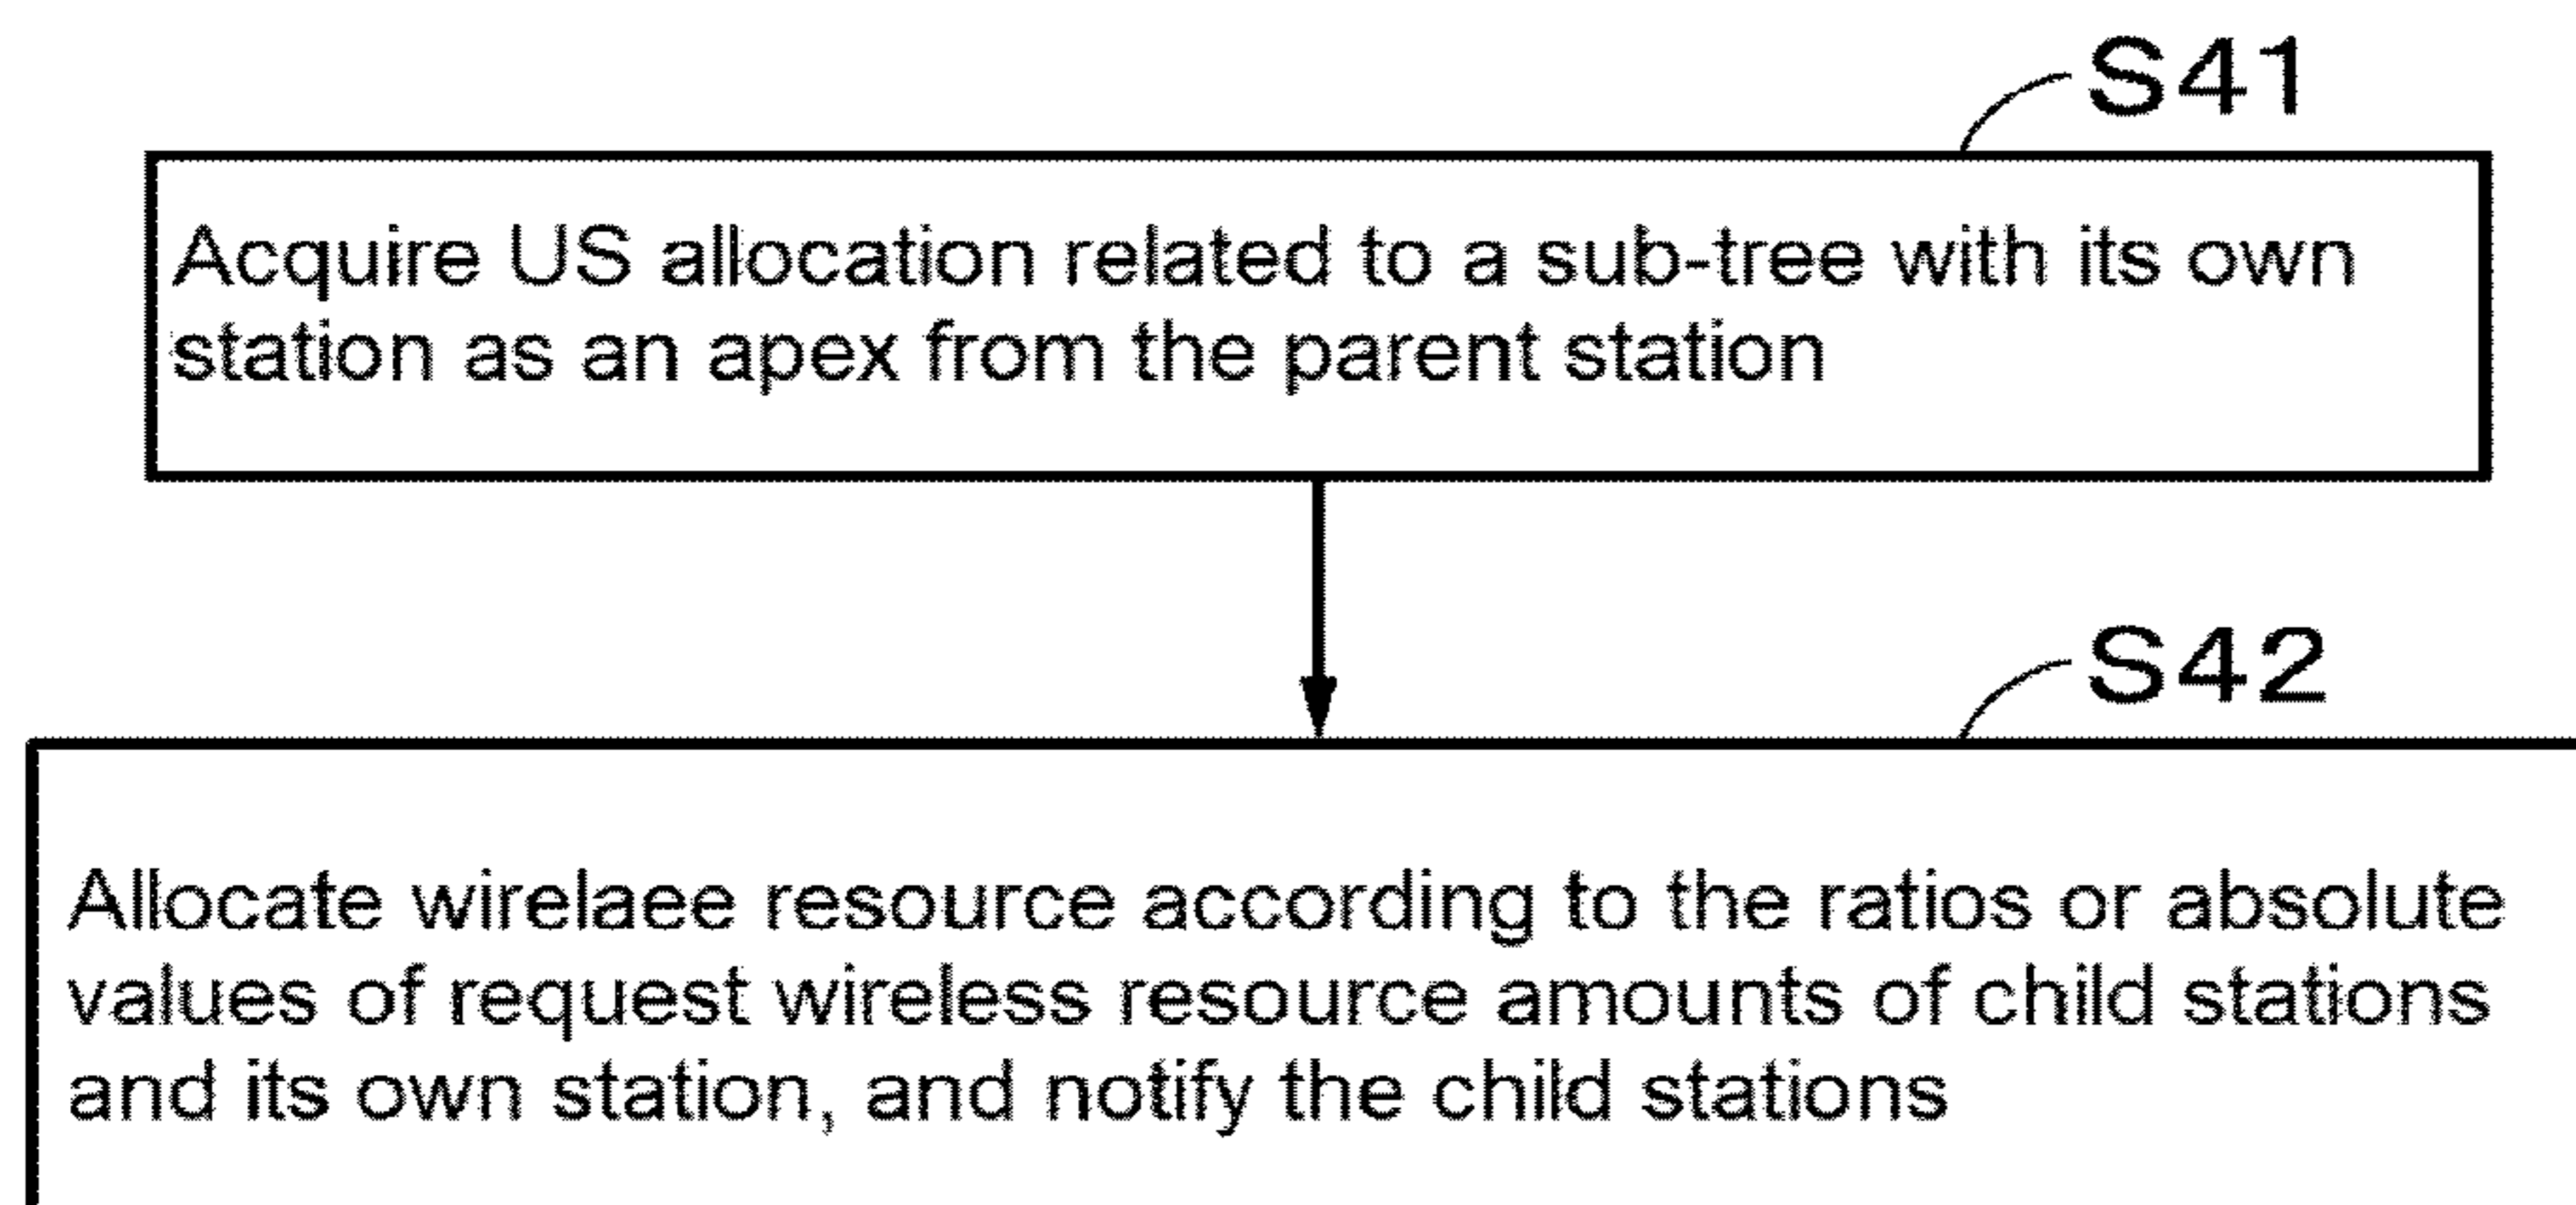 S41
Acquire US allocation related to a sub-tree with its own
station as an apex from the parent station
S42
Allocate wirelaee resource according to the ratios or absolute
values of request wireless resource amounts of child stations
and its own station, and notify the child stations